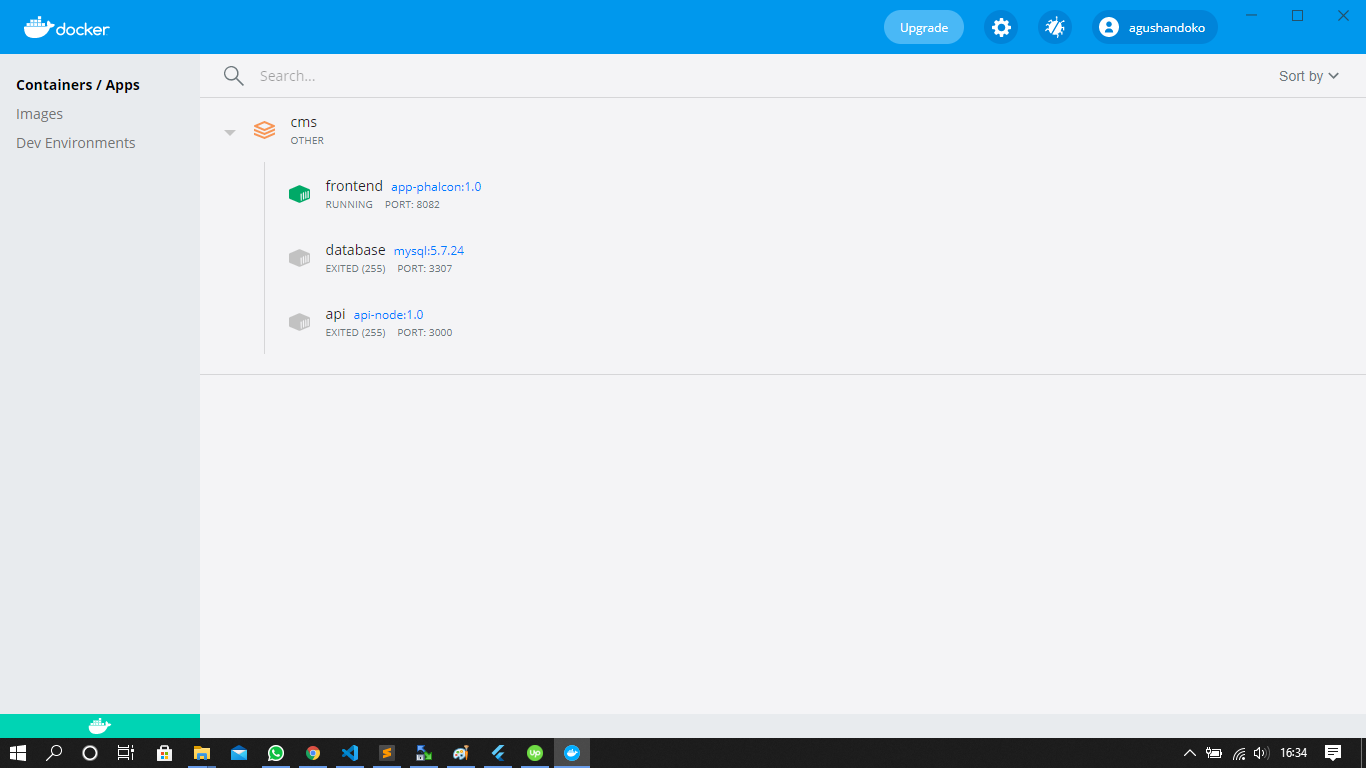 docker
Upgrade
agushandoko
Containers / Apps
Images
Dev Environments
Search...
Sort by
cms
OTHER
frontend app-phalcon:1.0
RUNNING PORT: 8082
database mysql:5.7.24
EXITED (255) PORT: 3307
api api-node:1.0
EXITED (255) PORT: 3000
Up
16:34